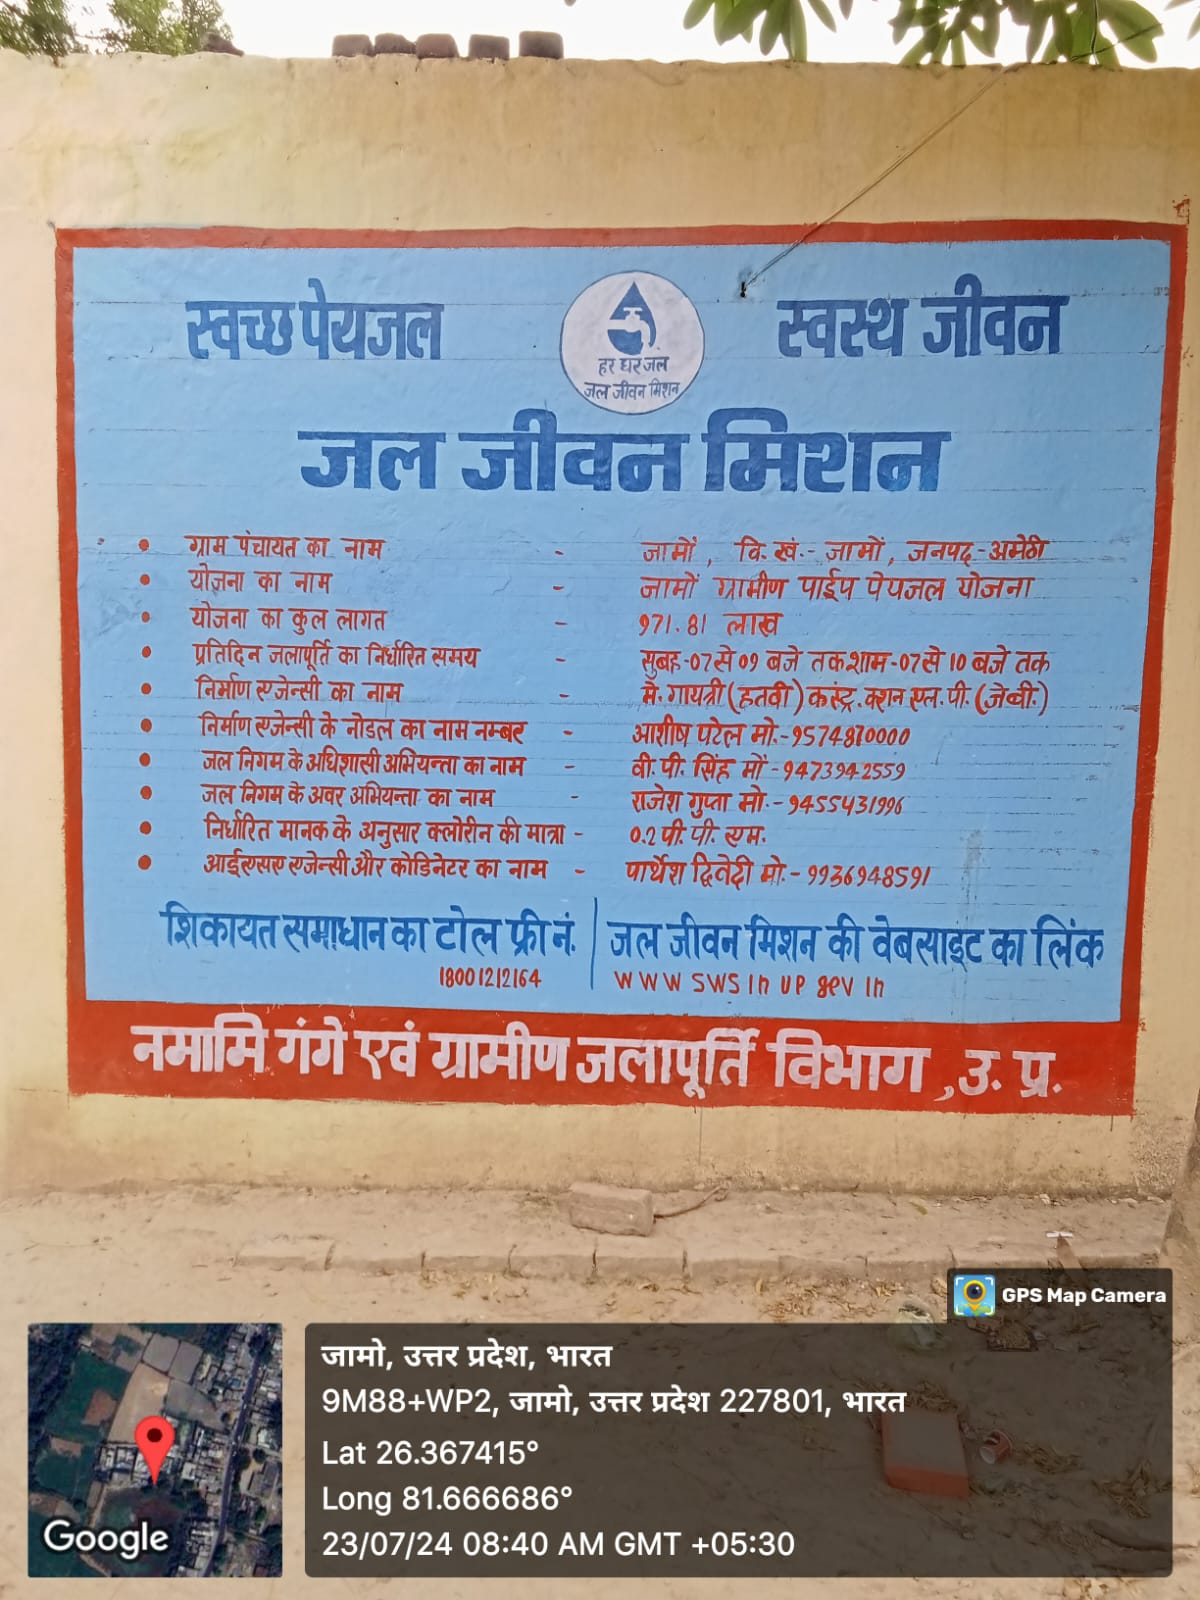 स्वच्छ पेयजल
स्वस्थ जीवन
हर घर जल
जल जीवन मिशन
जल जीवन मिशन
• ग्राम पंचायत का नाम - जामों, वि.खं.- जामों, जनपद-अमेठी
• योजना का नाम - जामों ग्रामीण पाईप पेयजल योजना
• योजना का कुल लागत - 971.81 लाख
• प्रतिदिन जलापूर्ति का निर्धारित समय - सुबह-07से 09 बजे तक शाम-07से 10 बजे तक
• निर्माण एजेन्सी का नाम - मे. गायत्री (हतवी) कंस्ट्र.क्शन एल.पी. (जे.वी.)
• निर्माण एजेन्सी के नोडल का नाम नम्बर - आशीष पटेल मो.-9574870000
• जल निगम के अधिशासी अभियन्ता का नाम - वी.पी. सिंह मों-9473942559
• जल निगम के अवर अभियन्ता का नाम - राजेश गुप्ता मो.-9455431996
• निर्धारित मानक के अनुसार क्लोरीन की मात्रा - 0.2 पी.पी. एम.
• आईएसए एजेन्सी और कोडिनेटर का नाम - पार्थेश द्विवेदी मो.-9936948591
शिकायत समाधान का टोल फ्री नं.
18001212164
जल जीवन मिशन की वेबसाइट का लिंक
www swsin up gev in
नमामि गंगे एवं ग्रामीण जलापूर्ति विभाग ,उ. प्र.
GPS Map Camera
जामो, उत्तर प्रदेश, भारत
9M88+WP2, जामो, उत्तर प्रदेश 227801, भारत
Lat 26.367415°
Long 81.666686°
23/07/24 08:40 AM GMT +05:30
Google